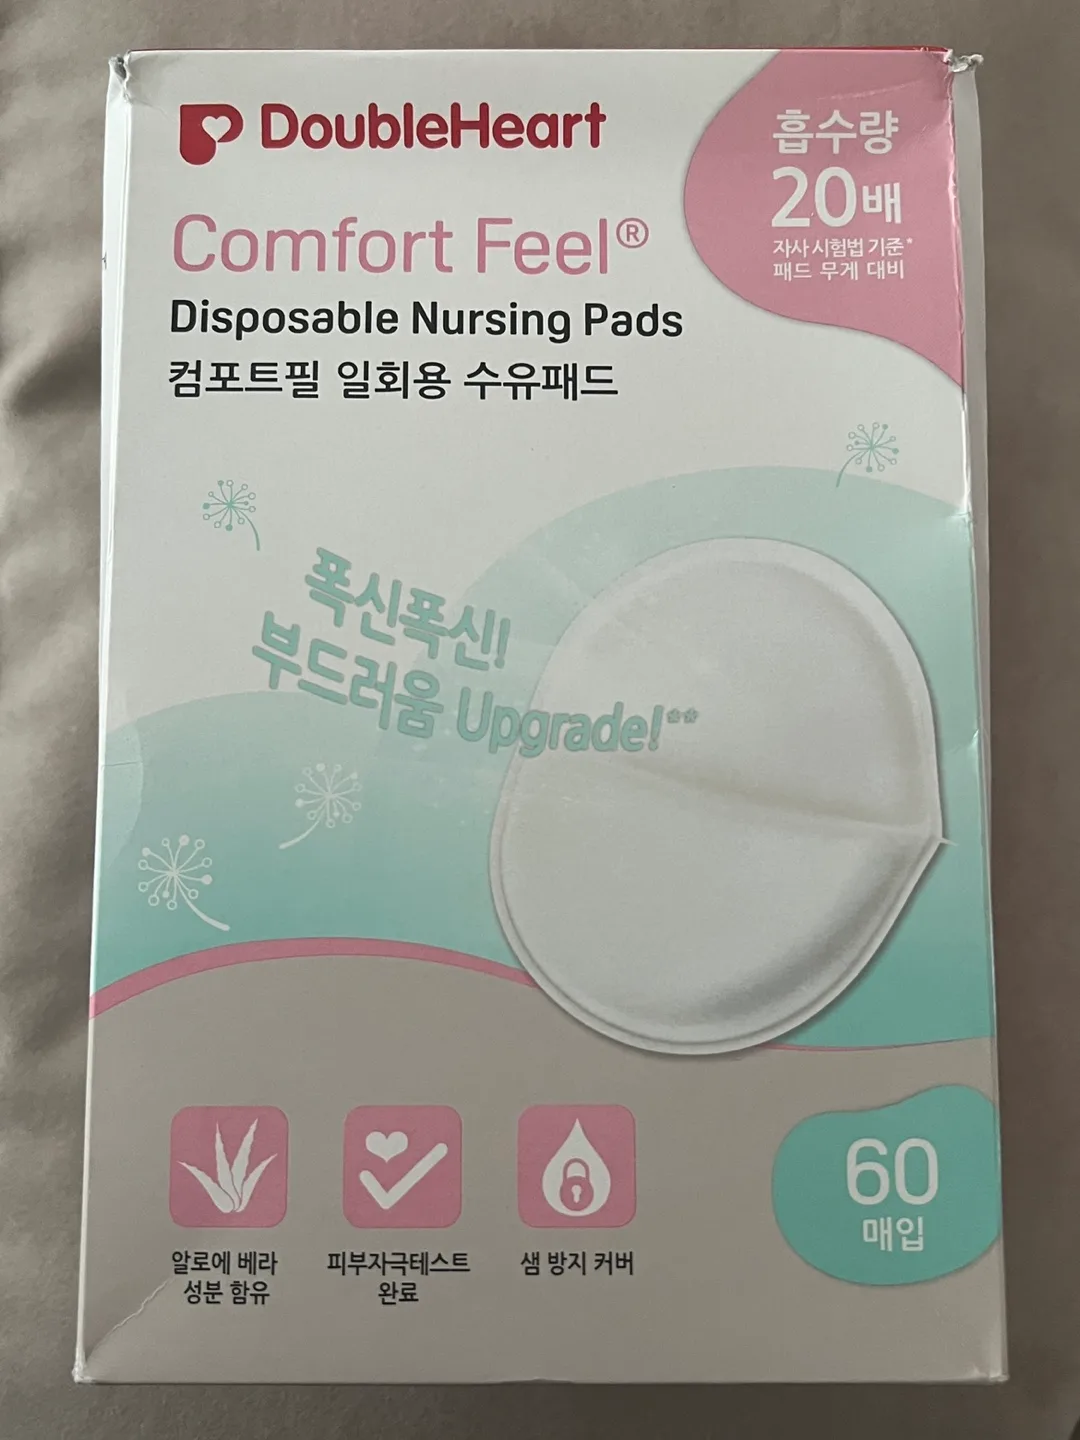 DoubleHeart
Comfort Feel®
Disposable Nursing Pads
컴포트필 일회용 수유패드
흡수량
20배
자사 시험법 기준*
패드 무게 대비
폭신폭신!
부드러움 Upgrade!**
알로에 베라
성분 함유
피부자극테스트
완료
샘 방지 커버
60
매입